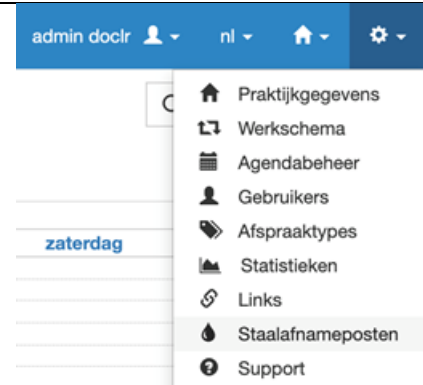 admin doclr nl
Praktijkgegevens
Werkschema
Agendabeheer
Gebruikers
zaterdag
Afspraaktypes
Statistieken
Links
Staalafnameposten
Support